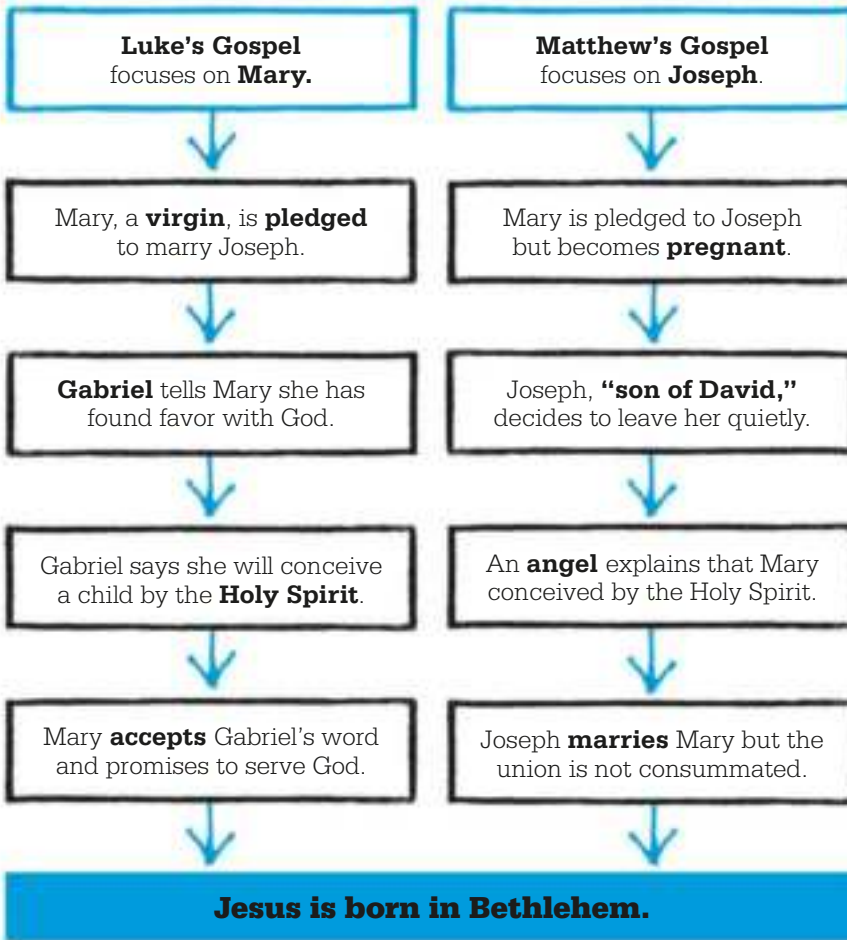 Luke’s Gospel
focuses on Mary.
Mary, a virgin, is pledged
to marry Joseph.
Gabriel tells Mary she has
found favor with God.
Gabriel says she will conceive
a child by the Holy Spirit.
Mary accepts Gabriel’s word
and promises to serve God.
Matthew’s Gospel
focuses on Joseph.
Mary is pledged to Joseph
but becomes pregnant.
Joseph, “son of David,”
decides to leave her quietly.
An angel explains that Mary
conceived by the Holy Spirit.
Joseph marries Mary but the
union is not consummated.
Jesus is born in Bethlehem.